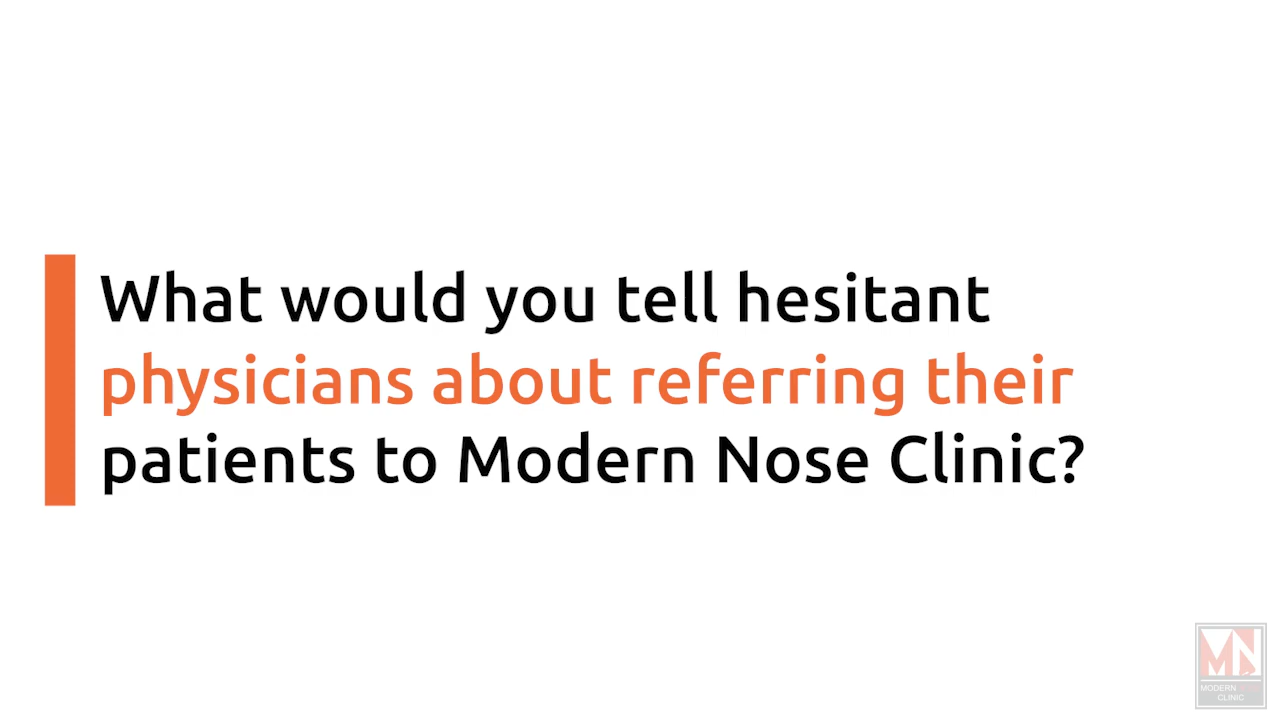 What would you tell hesitant
physicians about referring their
patients to Modern Nose Clinic?
MN
MODERN
CLINIC